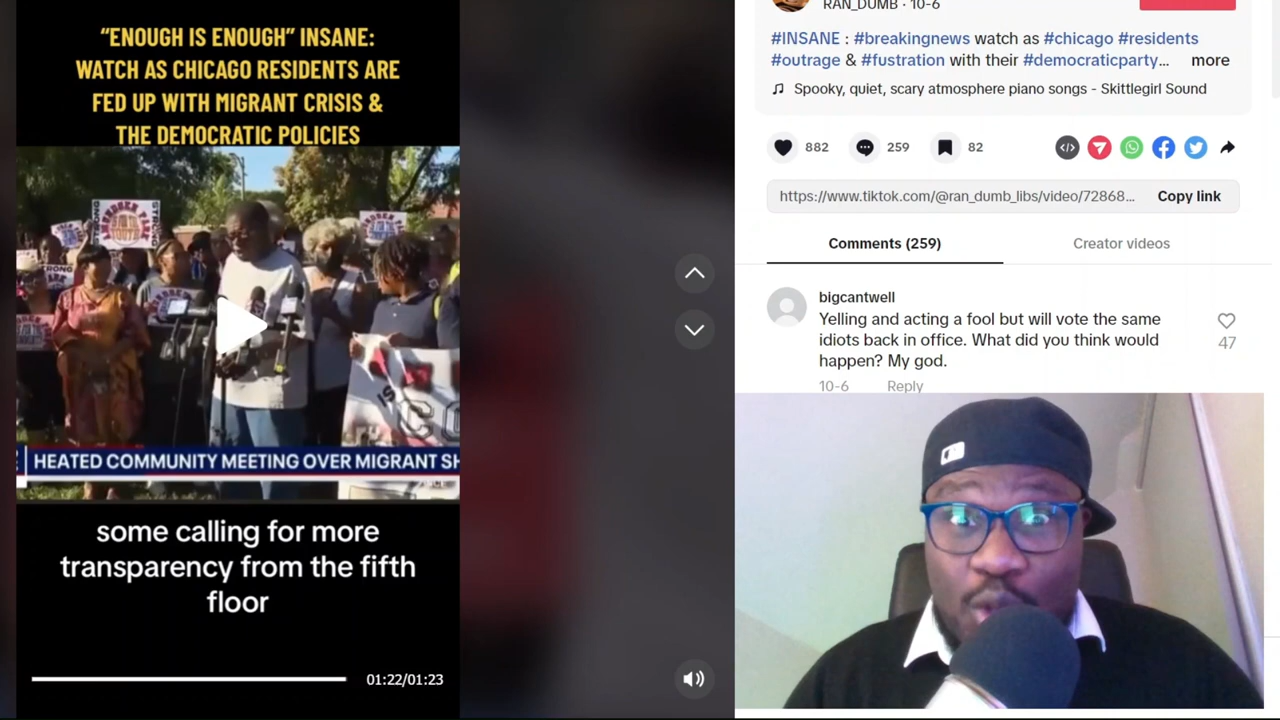 “ENOUGH IS ENOUGH” INSANE:
WATCH AS CHICAGO RESIDENTS ARE
FED UP WITH MIGRANT CRISIS &
THE DEMOCRATIC POLICIES
STRONG
STRONG
HEATED COMMUNITY MEETING OVER MIGRANT SH
some calling for more
transparency from the fifth
floor
01:22/01:23
RAN_DUMB · 10-6
#INSANE : #breakingnews watch as #chicago #residents
#outrage & #fustration with their #democraticparty... more
Spooky, quiet, scary atmosphere piano songs - Skittlegirl Sound
882 259 82
https://www.tiktok.com/@ran_dumb_libs/video/72868... Copy link
Comments (259) Creator videos
bigcantwell
Yelling and acting a fool but will vote the same
idiots back in office. What did you think would
happen? My god.
47
10-6 Reply